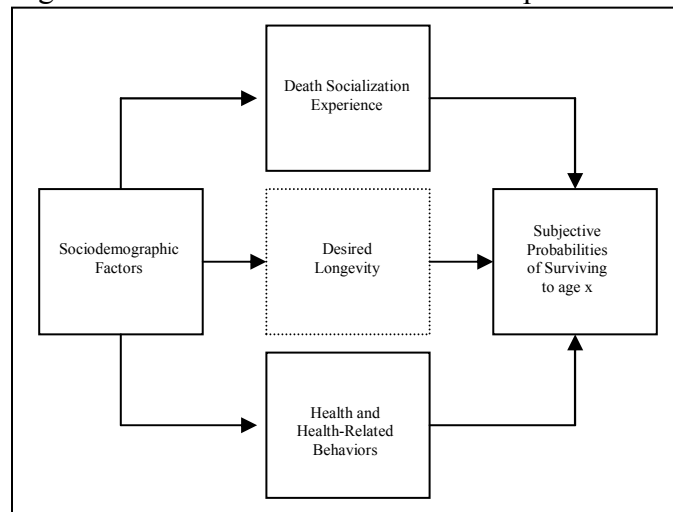 Death Socialization
Experience
Sociodemographic
Factors
Desired
Longevity
Subjective
Probabilities
of Surviving
to age x
Health and
Health-Related
Behaviors